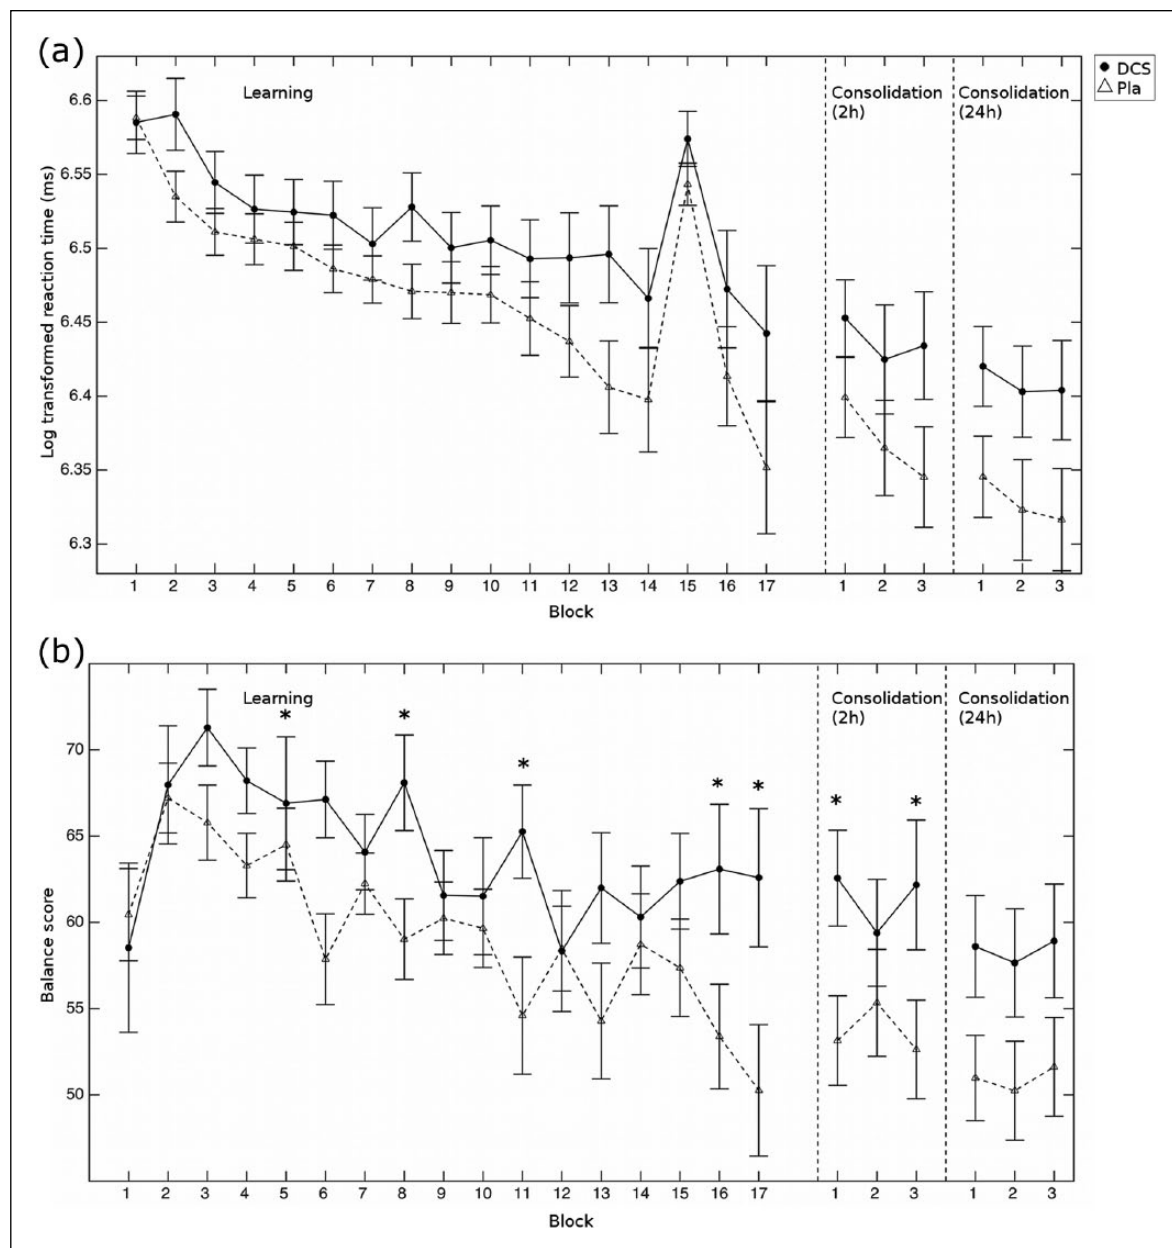 (a)
Learning
Consolidation
(2h)
Consolidation
(24h)
DCS
Pla
Log transformed reaction time (ms)
6.6
6.55
6.5
6.45
6.4
6.35
6.3
1 2 3 4 5 6 7 8 9 10 11 12 13 14 15 16 17 1 2 3 1 2 3
Block
(b)
Learning
Consolidation
(2h)
Consolidation
(24h)
* * * * * * *
Balance score
70
65
60
55
50
1 2 3 4 5 6 7 8 9 10 11 12 13 14 15 16 17 1 2 3 1 2 3
Block